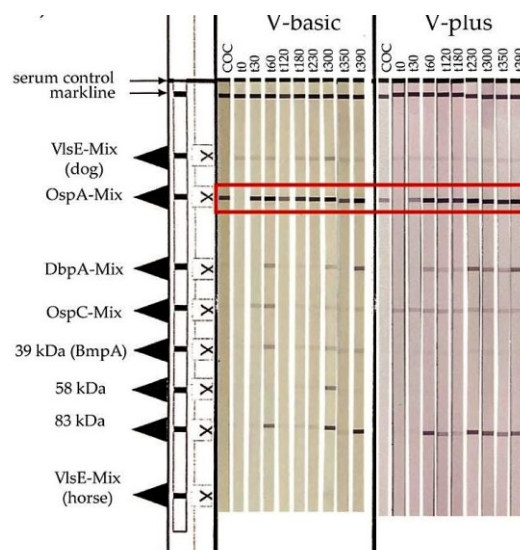 V-basic
V-plus
COC t0 t30 t60 t120 t180 t230 t300 t350 t390
COC t0 t30 t60 t120 t180 t230 t300 t350 t390
serum control
markline
VlsE-Mix
(dog)
X
OspA-Mix
X
DbpA-Mix
X
OspC-Mix
X
39 kDa (BmpA)
X
58 kDa
X
83 kDa
X
VlsE-Mix
(horse)
X